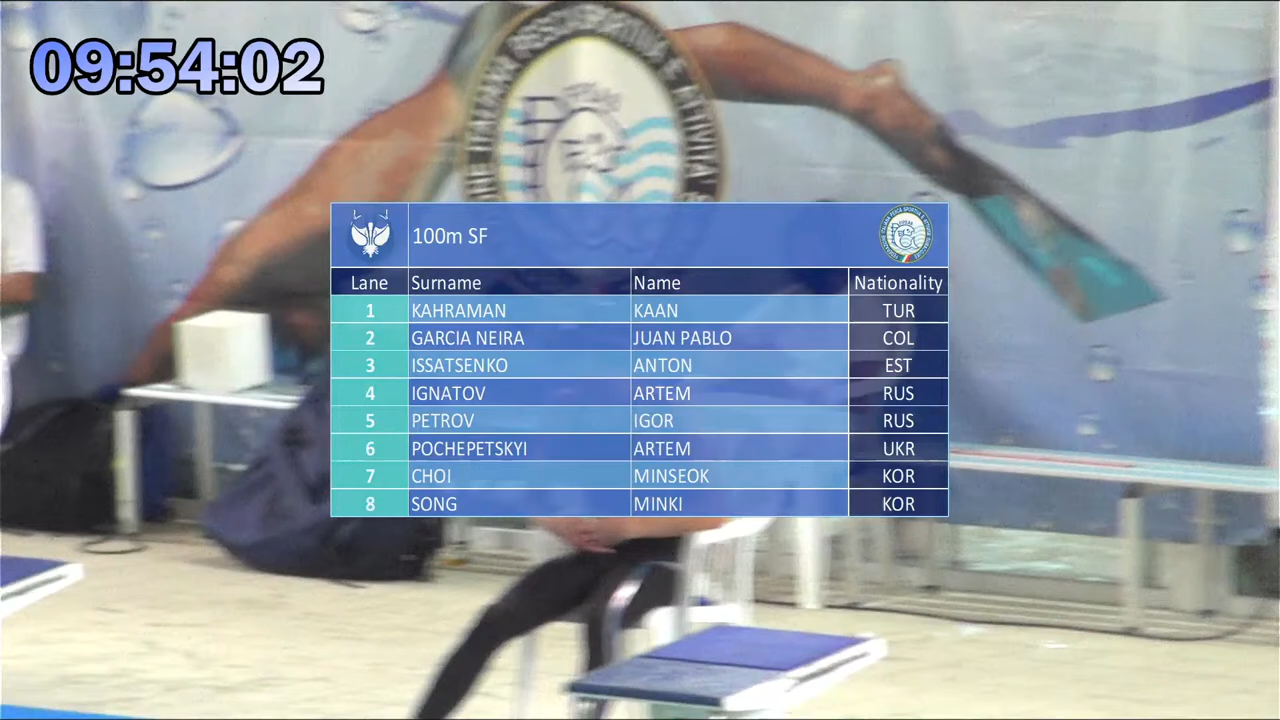 09:54:02
100m SF
Lane Surname Name Nationality
1 KAHRAMAN KAAN TUR
2 GARCIA NEIRA JUAN PABLO COL
3 ISSATSENKO ANTON EST
4 IGNATOV ARTEM RUS
5 PETROV IGOR RUS
6 POCHEPETSKYI ARTEM UKR
7 CHOI MINSEOK KOR
8 SONG MINKI KOR